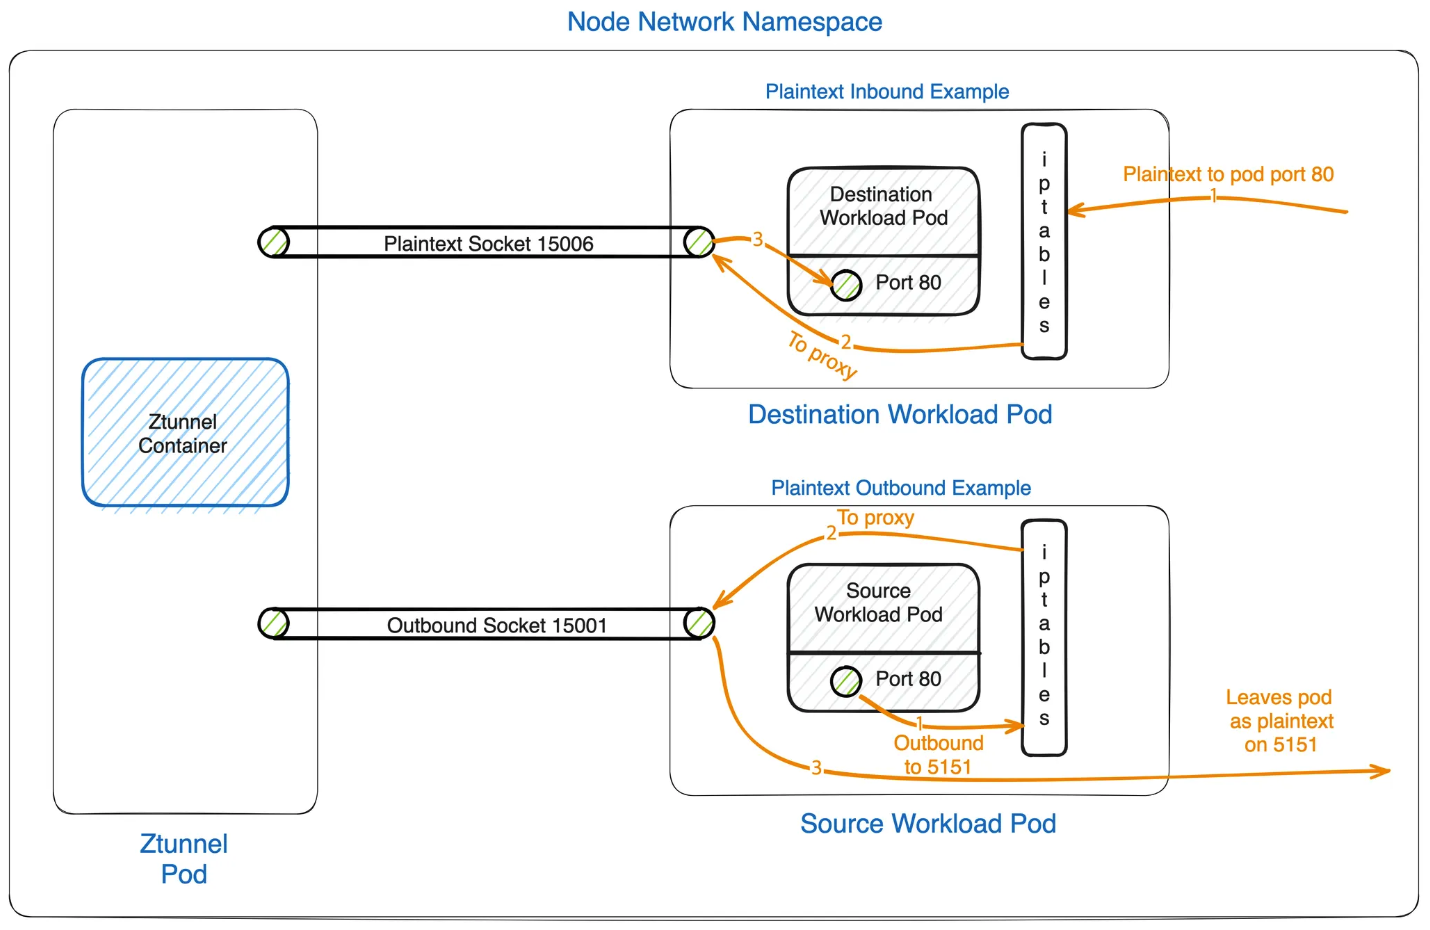 Node Network Namespace
Plaintext Inbound Example
Destination
Workload Pod
Port 80
iptables
Plaintext to pod port 80
1
Plaintext Socket 15006
3
2
To proxy
Destination Workload Pod
Ztunnel
Container
Plaintext Outbound Example
To proxy
2
Source
Workload Pod
Port 80
iptables
Outbound Socket 15001
1
Outbound
to 5151
3
Leaves pod
as plaintext
on 5151
Source Workload Pod
Ztunnel
Pod